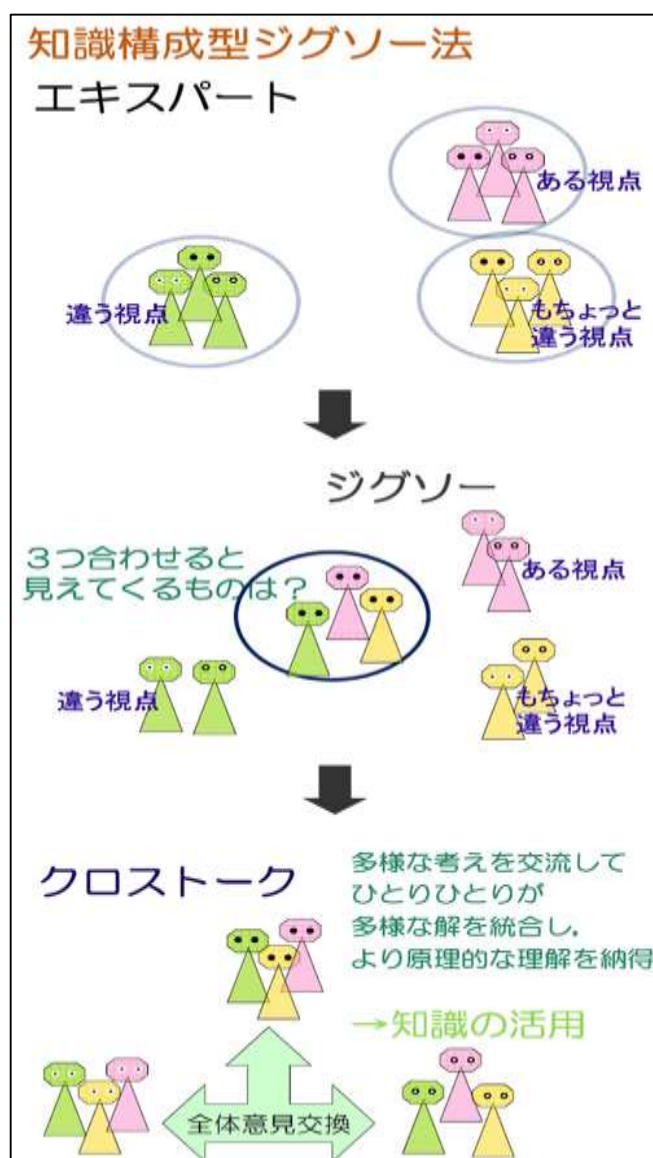 知識構成型ジグソー法
エキスパート
ある視点
違う視点
もちょっと
違う視点
ジグソー
３つ合わせると
見えてくるものは？
ある視点
違う視点
もちょっと
違う視点
クロストーク
多様な考えを交流して
ひとりひとりが
多様な解を統合し，
より原理的な理解を納得
→知識の活用
全体意見交換